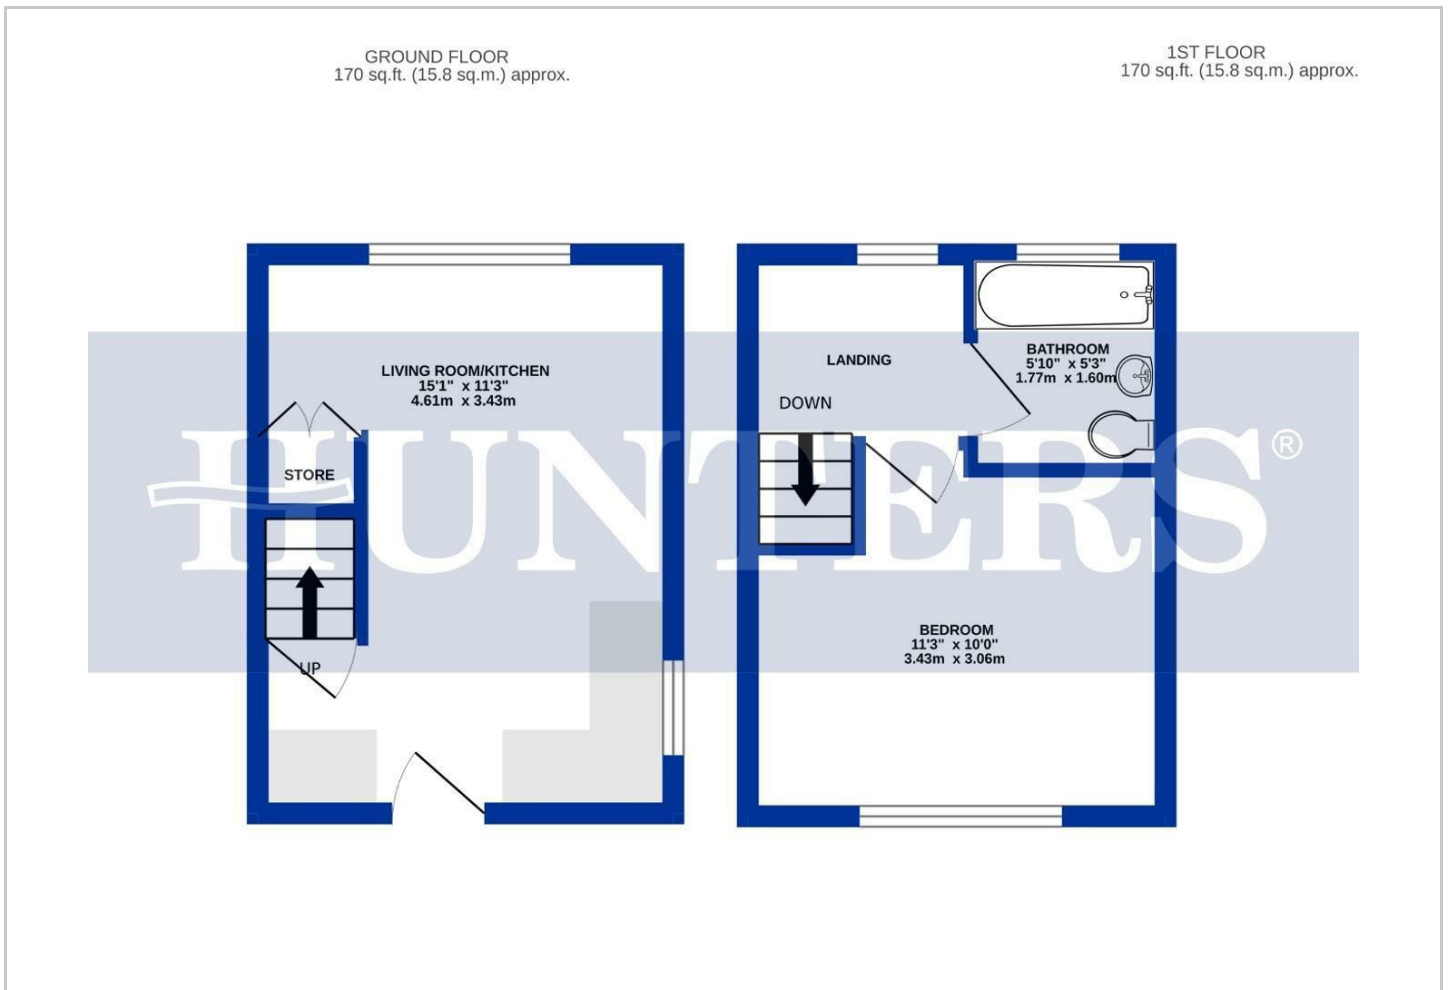 GROUND FLOOR
170 sq.ft. (15.8 sq.m.) approx.
1ST FLOOR
170 sq.ft. (15.8 sq.m.) approx.
LIVING ROOM/KITCHEN
15'1" x 11'3"
4.61m x 3.43m
STORE
UP
LANDING
DOWN
BATHROOM
5'10" x 5'3"
1.77m x 1.60m
BEDROOM
11'3" x 10'0"
3.43m x 3.06m
HUNTERS®